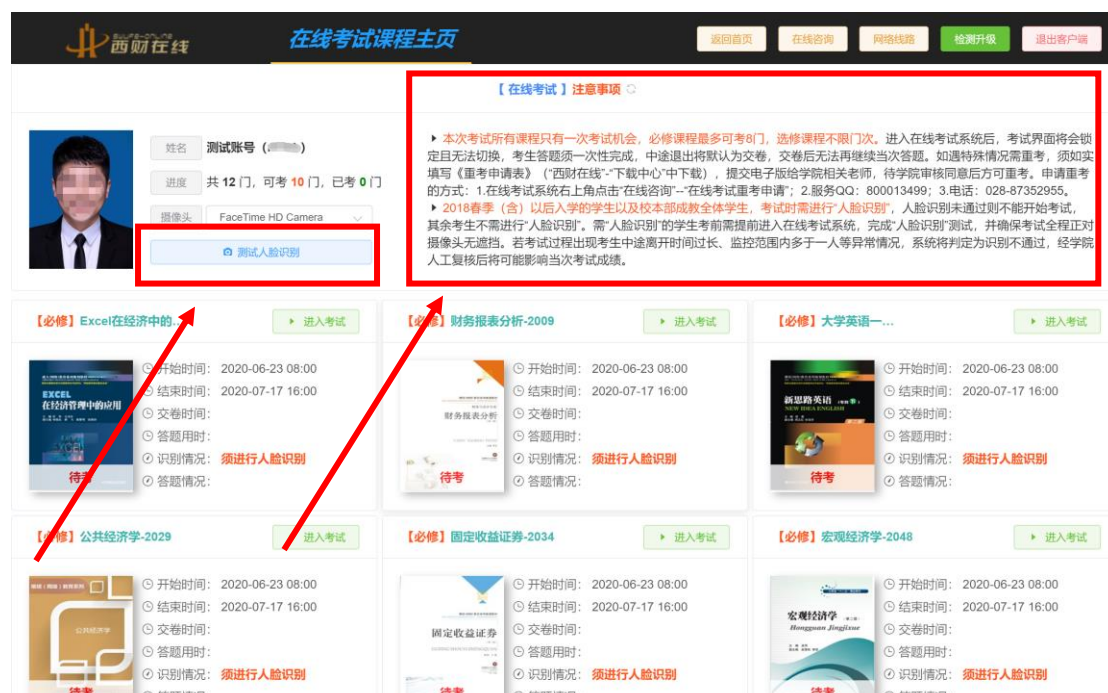 西财在线
在线考试课程主页
返回首页
在线咨询
网络线路
检测升级
退出客户端
【 在线考试 】注意事项
姓名 测试账号（
进度 共 12 门，可考 10 门，已考 0 门
摄像头 FaceTime HD Camera
测试人脸识别
本次考试所有课程只有一次考试机会，必修课程最多可考8门，选修课程不限门次。进入在线考试系统后，考试界面将会锁
定且无法切换，考生答题须一次性完成，中途退出将默认为交卷，交卷后无法再继续当次答题。如遇特殊情况需重考，须如实
填写《重考申请表》（“西财在线”-“下载中心”中下载），提交电子版给学院相关老师，待学院审核同意后方可重考。申请重考
的方式：1.在线考试系统右上角点击“在线咨询”--“在线考试重考申请”；2.服务QQ：800013499；3.电话：028-87352955。
2018春季（含）以后入学的学生以及校本部成教全体学生，考试时需进行“人脸识别”，人脸识别未通过则不能开始考试，
其余考生不需进行“人脸识别”。需“人脸识别”的学生考前需提前进入在线考试系统，完成“人脸识别”测试，并确保考试全程正对
摄像头无遮挡。若考试过程出现考生中途离开时间过长、监控范围内多于一人等异常情况，系统将判定为识别不通过，经学院
人工复核后将可能影响当次考试成绩。
【必修】Excel在经济中的...
进入考试
EXCEL
在经济管理中的应用
待考
开始时间： 2020-06-23 08:00
结束时间： 2020-07-17 16:00
交卷时间：
答题用时：
识别情况： 须进行人脸识别
答题情况：
【必修】财务报表分析-2009
进入考试
财务报表分析
待考
开始时间： 2020-06-23 08:00
结束时间： 2020-07-17 16:00
交卷时间：
答题用时：
识别情况： 须进行人脸识别
答题情况：
【必修】大学英语一...
进入考试
新思路英语
NEW IDEA ENGLISH
待考
开始时间： 2020-06-23 08:00
结束时间： 2020-07-17 16:00
交卷时间：
答题用时：
识别情况： 须进行人脸识别
答题情况：
【必修】公共经济学-2029
进入考试
公共经济学
待考
开始时间： 2020-06-23 08:00
结束时间： 2020-07-17 16:00
交卷时间：
答题用时：
识别情况： 须进行人脸识别
【必修】固定收益证券-2034
进入考试
固定收益证券
待考
开始时间： 2020-06-23 08:00
结束时间： 2020-07-17 16:00
交卷时间：
答题用时：
识别情况： 须进行人脸识别
【必修】宏观经济学-2048
进入考试
宏观经济学
Hongguan Jingjixue
待考
开始时间： 2020-06-23 08:00
结束时间： 2020-07-17 16:00
交卷时间：
答题用时：
识别情况： 须进行人脸识别